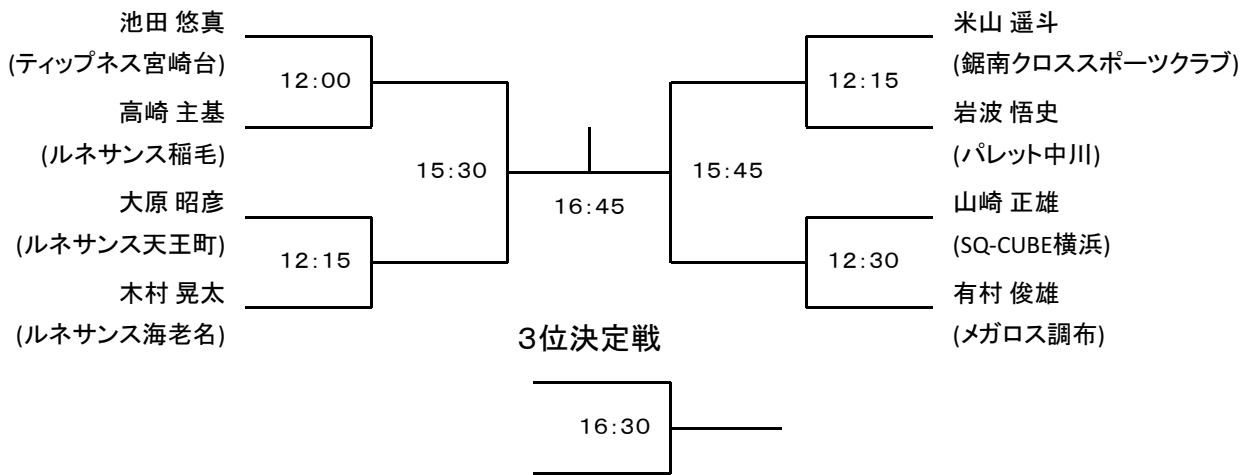 池田 悠真
(ティップネス宮崎台)
12:00
高崎 主基
(ルネサンス稲毛)
15:30
大原 昭彦
(ルネサンス天王町)
12:15
木村 晃太
(ルネサンス海老名)
16:45
米山 遥斗
(鋸南クロススポーツクラブ)
12:15
岩波 悟史
(パレット中川)
15:45
山崎 正雄
(SQ-CUBE横浜)
12:30
有村 俊雄
(メガロス調布)
3位決定戦
16:30